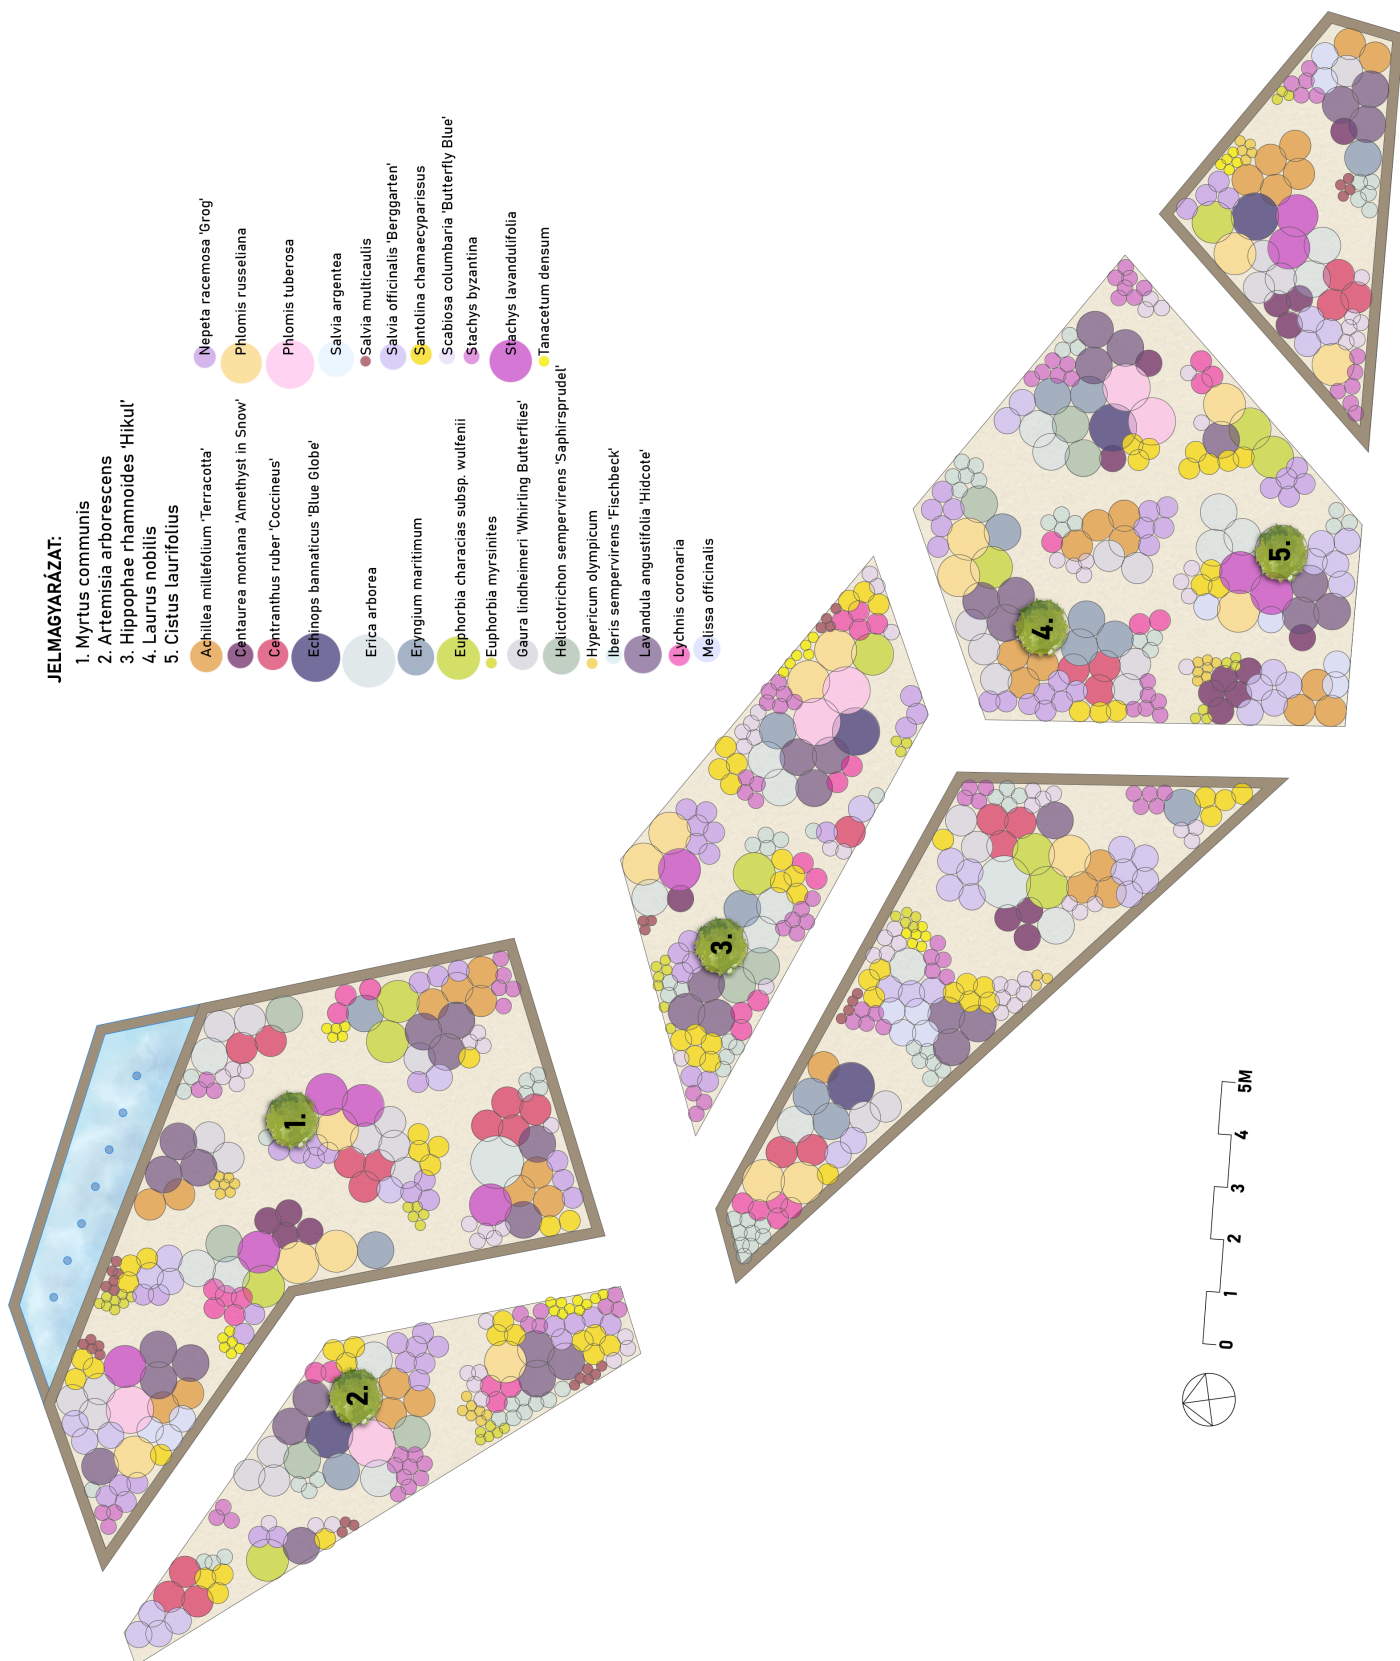 JELMAGYARÁZAT:
1. Myrtus communis
2. Artemisia arborescens
3. Hippophae rhamnoides 'Hikul'
4. Laurus nobilis
5. Cistus laurifolius
Achillea millefolium 'Terracotta'
Centaurea montana 'Amethyst in Snow'
Centranthus ruber 'Coccineus'
Echinops bannaticus 'Blue Globe'
Erica arborea
Eryngium maritimum
Euphorbia characias subsp. wulfenii
Euphorbia myrsinites
Gaura lindheimeri 'Whirling Butterflies'
Helictotrichon sempervirens 'Saphirsprudel'
Hypericum olympicum
Iberis sempervirens 'Fischbeck'
Lavandula angustifolia 'Hidcote'
Lychnis coronaria
Melissa officinalis
Nepeta racemosa 'Grog'
Phlomis russeliana
Phlomis tuberosa
Salvia argentea
Salvia multicaulis
Salvia officinalis 'Berggarten'
Santolina chamaecyparissus
Scabiosa columbaria 'Butterfly Blue'
Stachys byzantina
Stachys lavandulifolia
Tanacetum densum
1.
2.
3.
4.
5.
0 1 2 3 4 5M